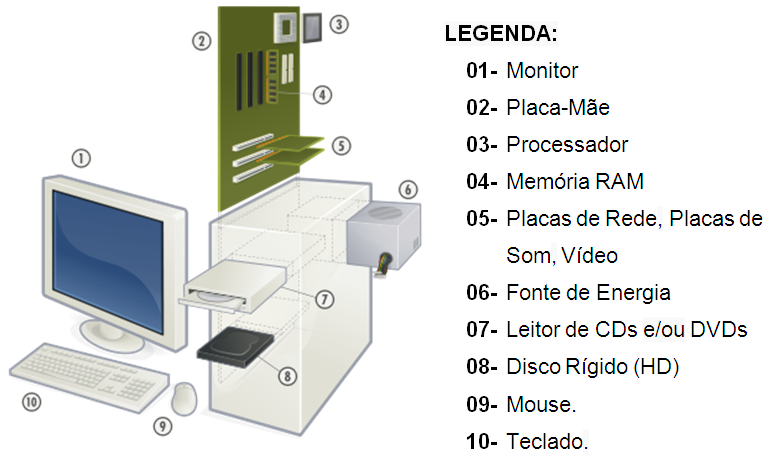 LEGENDA:
01- Monitor
02- Placa-Mãe
03- Processador
04- Memória RAM
05- Placas de Rede, Placas de
Som, Vídeo
06- Fonte de Energia
07- Leitor de CDs e/ou DVDs
08- Disco Rígido (HD)
09- Mouse.
10- Teclado.
1
2
3
4
5
6
7
8
9
10